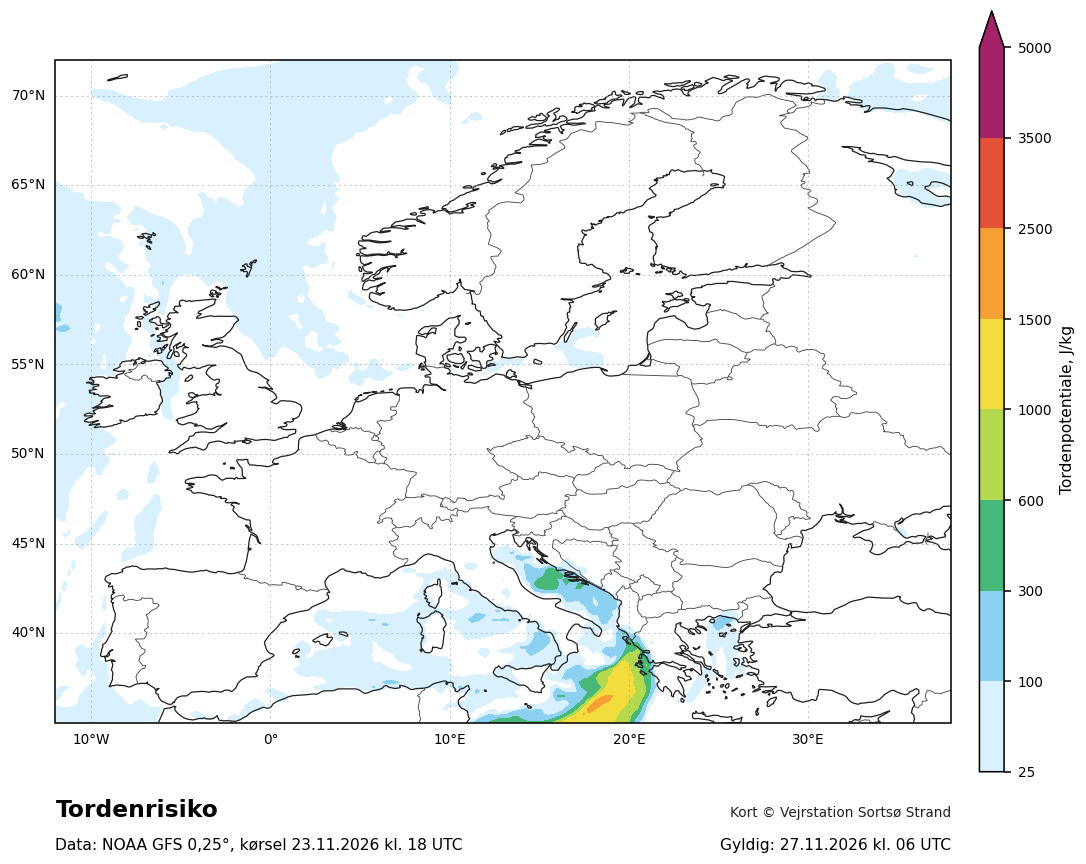 70°N
65°N
60°N
55°N
50°N
45°N
40°N
10°W
0°
10°E
20°E
30°E
5000
3500
2500
1500
1000
600
300
100
25
Tordenpotentiale, J/kg
Tordenrisiko
Kort © Vejrstation Sortsø Strand
Data: NOAA GFS 0,25°, kørsel 23.11.2026 kl. 18 UTC
Gyldig: 27.11.2026 kl. 06 UTC